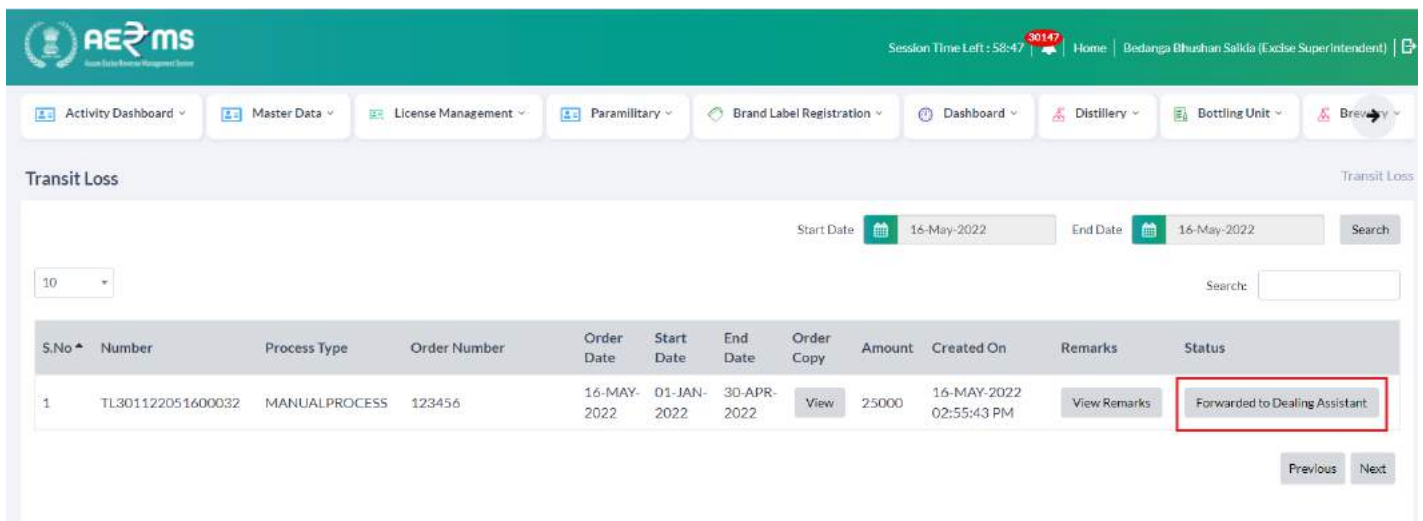 AERMS
Session Time Left : 58:47 30147 Home Bedanga Bhushan Saikia (Excise Superintendent)
Activity Dashboard Master Data License Management Paramilitary Brand Label Registration Dashboard Distillery Bottling Unit
Transit Loss Transit Loss
Start Date 16-May-2022 End Date 16-May-2022 Search
10 Search:
S.No Number Process Type Order Number Order Date Start Date End Date Order Copy Amount Created On Remarks Status
1 TL301122051600032 MANUALPROCESS 123456 16-MAY-2022 01-JAN-2022 30-APR-2022 View 25000 16-MAY-2022 02:55:43 PM View Remarks Forwarded to Dealing Assistant
Previous Next